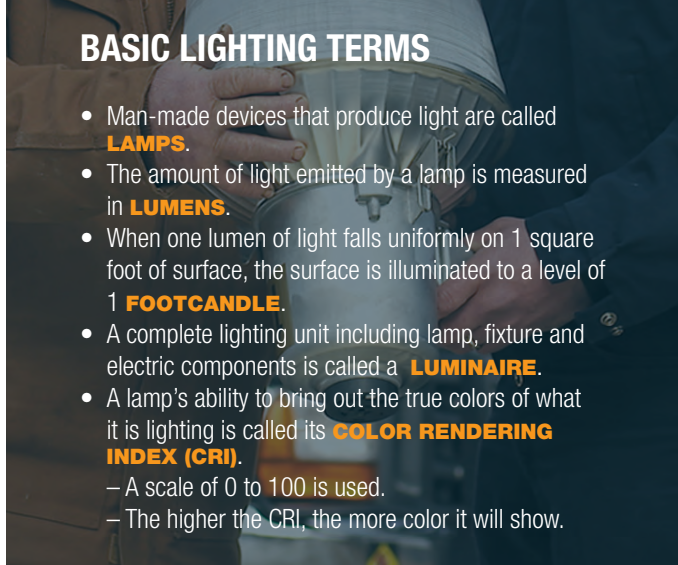 BASIC LIGHTING TERMS
• Man-made devices that produce light are called
LAMPS.
• The amount of light emitted by a lamp is measured
in LUMENS.
• When one lumen of light falls uniformly on 1 square
foot of surface, the surface is illuminated to a level of
1 FOOTCANDLE.
• A complete lighting unit including lamp, fixture and
electric components is called a LUMINAIRE.
• A lamp’s ability to bring out the true colors of what
it is lighting is called its COLOR RENDERING
INDEX (CRI).
– A scale of 0 to 100 is used.
– The higher the CRI, the more color it will show.